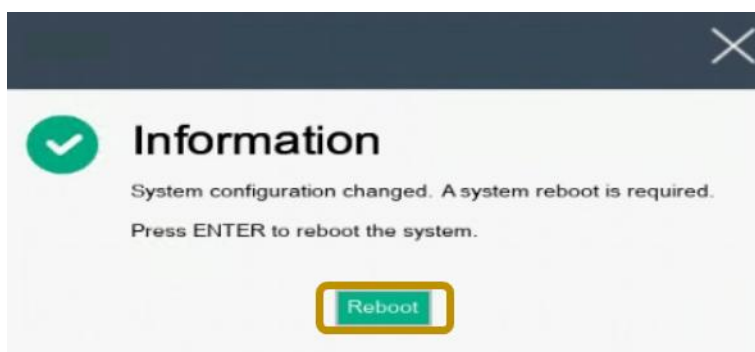 Information
System configuration changed. A system reboot is required.
Press ENTER to reboot the system.
Reboot